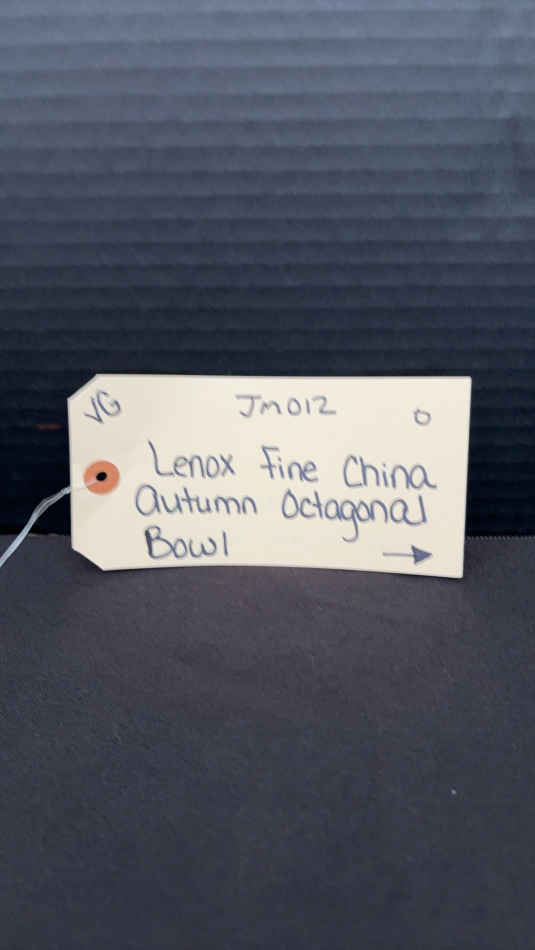 VG JM012 0
Lenox Fine China
Autumn Octagonal
Bowl →